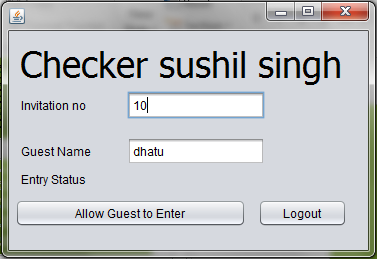 Checker sushil singh
Invitation no 10
Guest Name dhatu
Entry Status
Allow Guest to Enter Logout